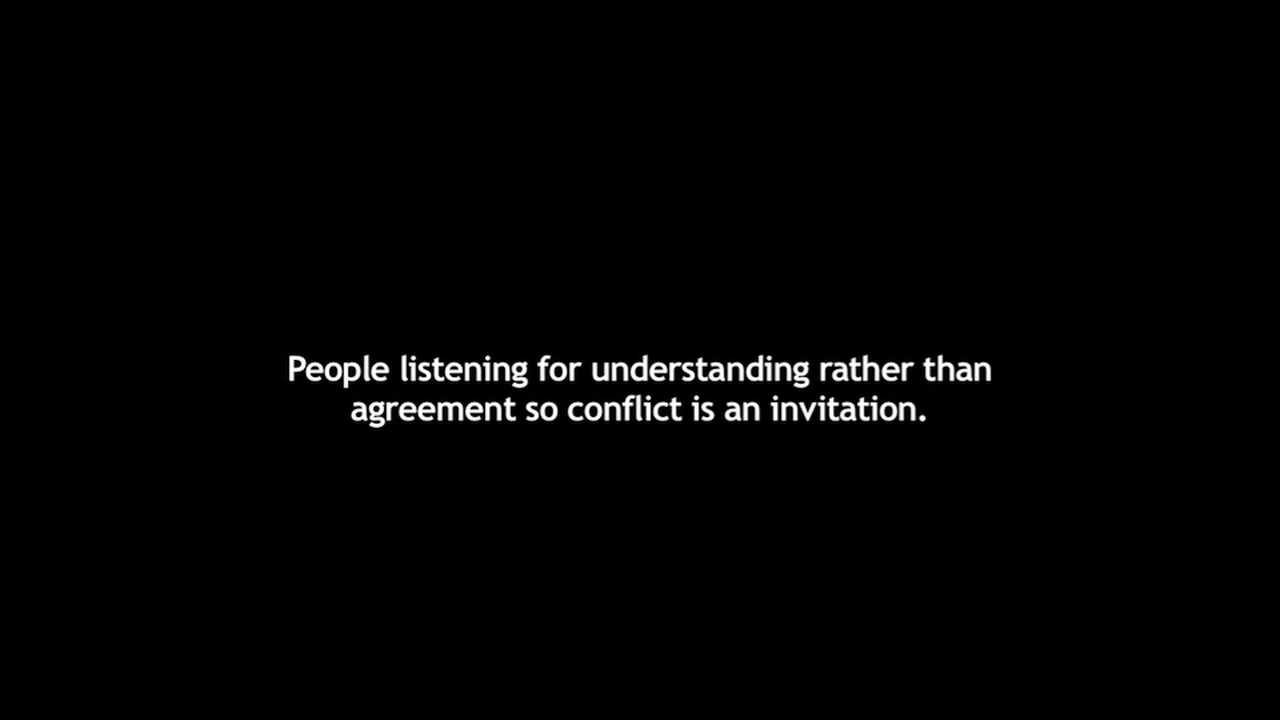 People listening for understanding rather than
agreement so conflict is an invitation.